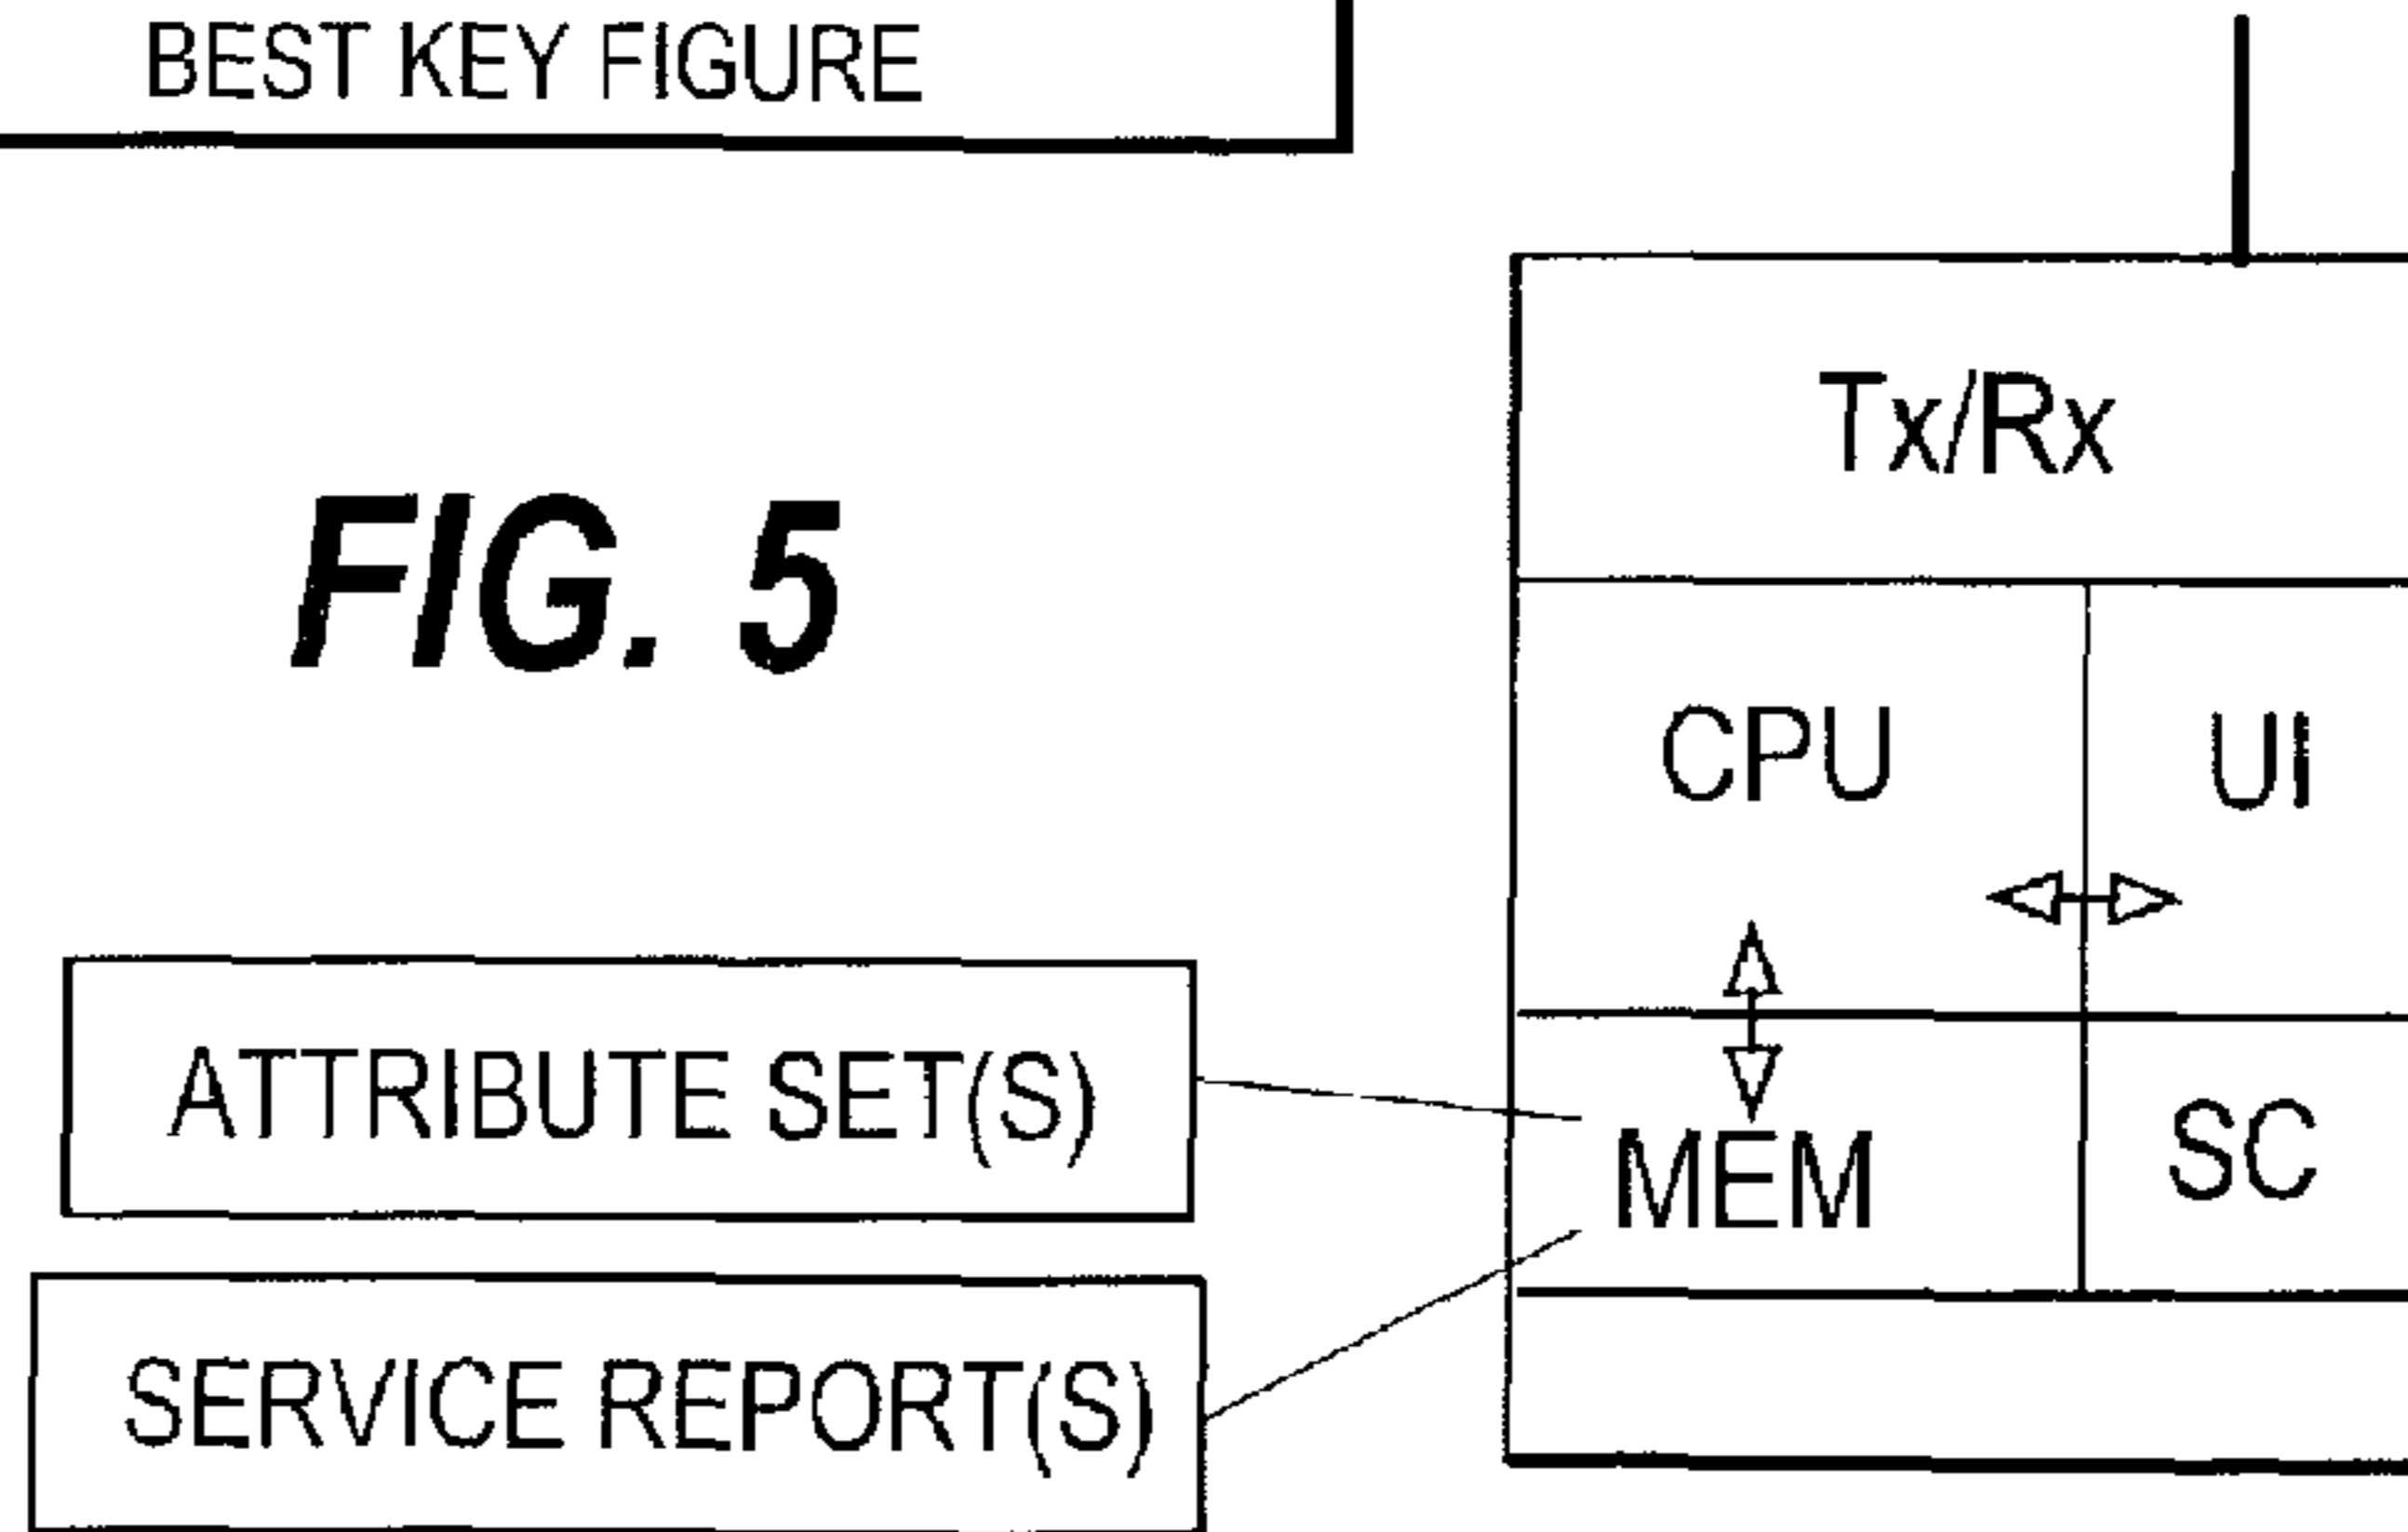 BEST KEY FIGURE
FIG. 5
Tx/Rx
CPU
UI
ATTRIBUTE SET(S)
MEM
SC
SERVICE REPORT(S)